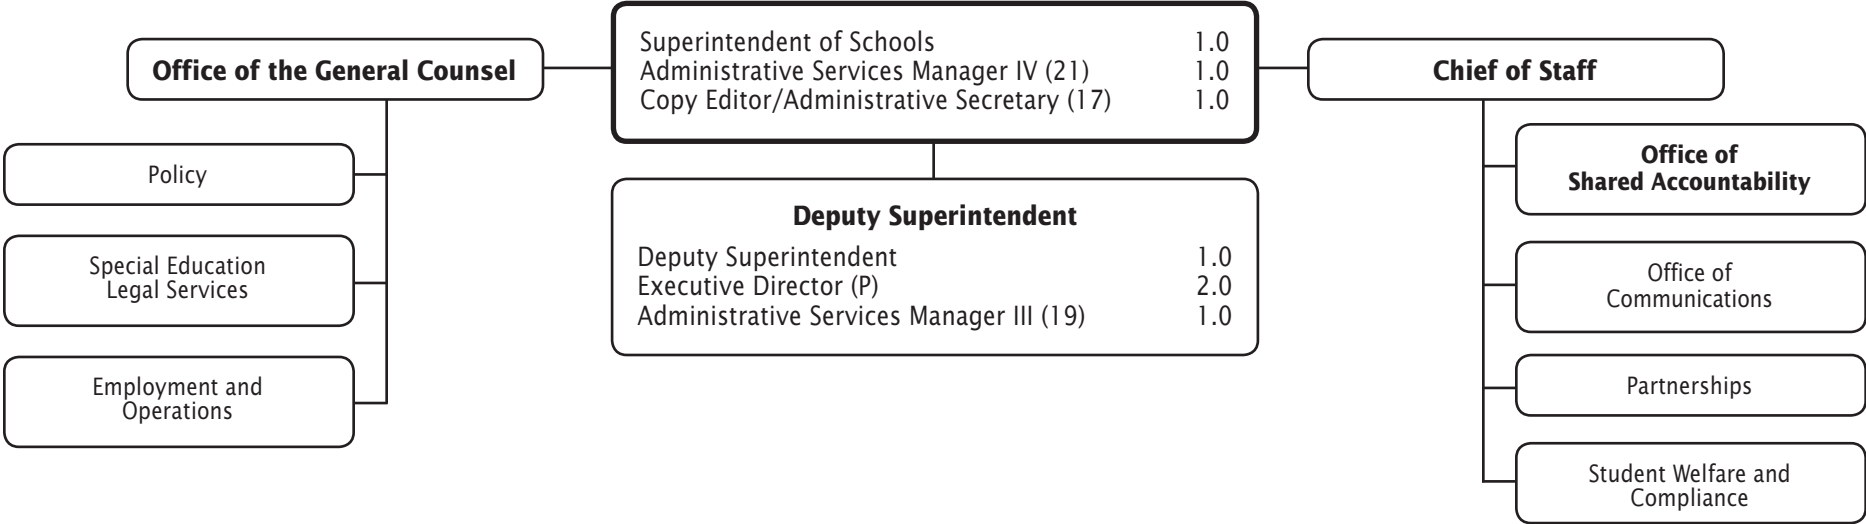 Office of the General Counsel
Policy
Special Education
Legal Services
Employment and
Operations
Superintendent of Schools 1.0
Administrative Services Manager IV (21) 1.0
Copy Editor/Administrative Secretary (17) 1.0
Deputy Superintendent
Deputy Superintendent 1.0
Executive Director (P) 2.0
Administrative Services Manager III (19) 1.0
Chief of Staff
Office of
Shared Accountability
Office of
Communications
Partnerships
Student Welfare and
Compliance